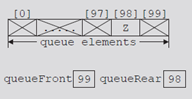 [0] [97] [98] [99]
..... Z
queue elements
queueFront 99 queueRear 98